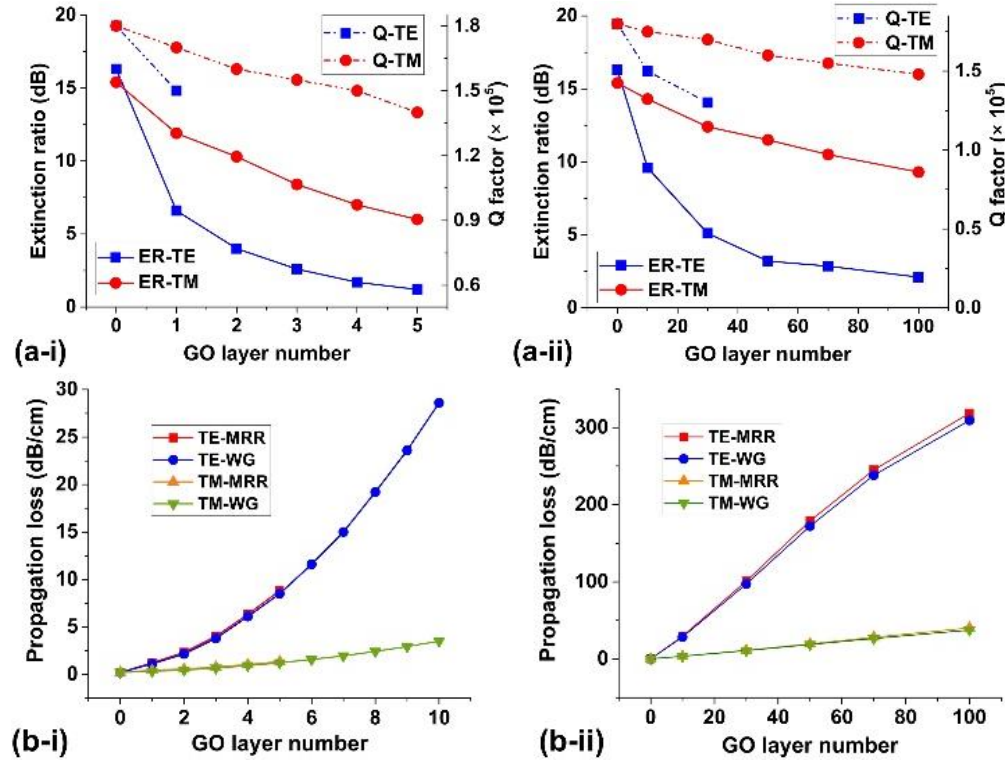 20
15
10
5
0
Extinction ratio (dB)
Q-TE
Q-TM
ER-TE
ER-TM
1.8
1.5
1.2
0.9
0.6
Q factor (× 10⁵)
0 1 2 3 4 5
(a-i)
GO layer number
20
15
10
5
0
Extinction ratio (dB)
Q-TE
Q-TM
ER-TE
ER-TM
1.5
1.0
0.5
0.0
Q factor (× 10⁵)
0 20 40 60 80 100
(a-ii)
GO layer number
30
25
20
15
10
5
0
Propagation loss (dB/cm)
TE-MRR
TE-WG
TM-MRR
TM-WG
0 2 4 6 8 10
(b-i)
GO layer number
300
200
100
0
Propagation loss (dB/cm)
TE-MRR
TE-WG
TM-MRR
TM-WG
0 20 40 60 80 100
(b-ii)
GO layer number